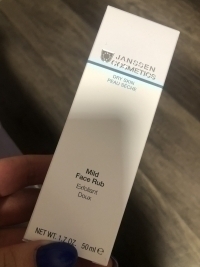 JANSSEN
COSMETICS
DRY SKIN
PEAU SÈCHE
Mild
Face Rub
Exfoliant
Doux
NET WT. 1.7 OZ. 50 ml ℮